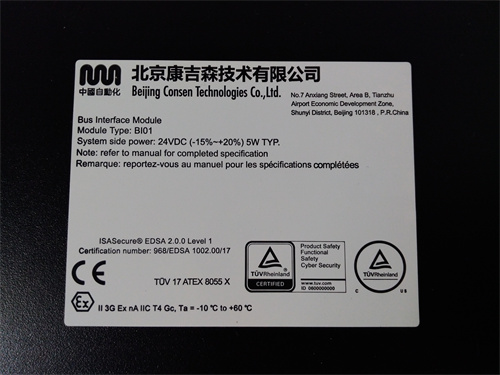 中國自動化
北京康吉森技术有限公司
Beijing Consen Technologies Co.,Ltd.
No.7 Anxiang Street, Area B, Tianzhu
Airport Economic Development Zone,
Shunyi District, Beijing 101318 , P.R.China
Bus Interface Module
Module Type: BI01
System side power: 24VDC (-15%~+20%) 5W TYP.
Note: refer to manual for completed specification
Remarque: reportez-vous au manuel pour les spécifications complétées
ISASecure® EDSA 2.0.0 Level 1
Certification number: 968/EDSA 1002.00/17
CE
TÜV 17 ATEX 8055 X
Ex
II 3G Ex nA IIC T4 Gc, Ta = -10 ℃ to +60 ℃
TÜVRheinland
CERTIFIED
Product Safety
Functional
Safety
Cyber Security
www.tuv.com
ID 0600000000
TÜVRheinland
C US